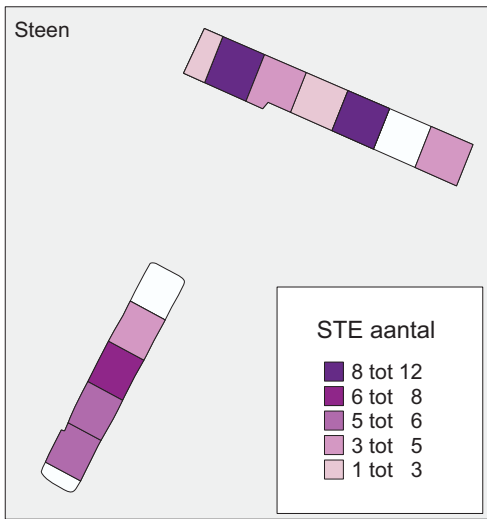 Steen
STE aantal
8 tot 12
6 tot 8
5 tot 6
3 tot 5
1 tot 3